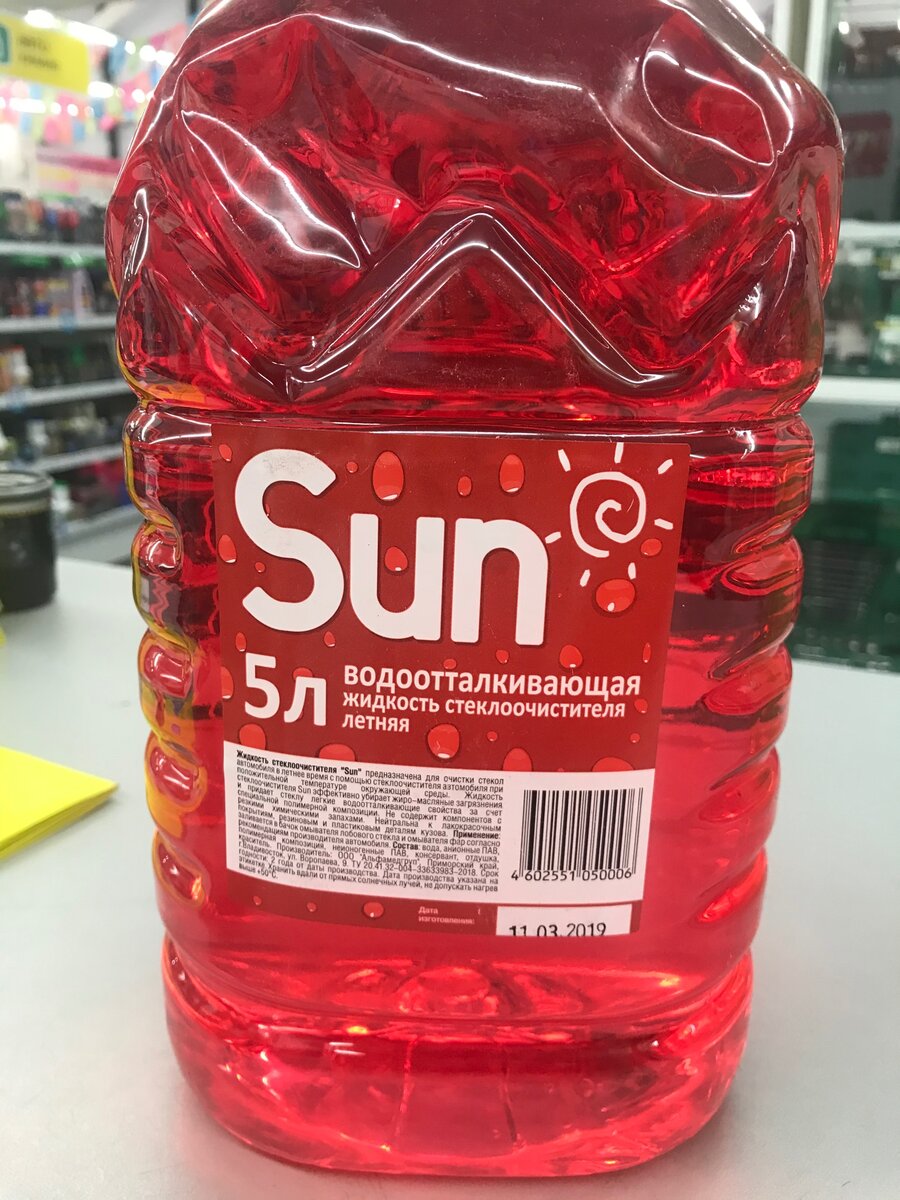 Sun
5л
водоотталкивающая
жидкость стеклоочистителя
летняя
Жидкость стеклоочистителя "Sun" предназначена для очистки стекол
автомобиля в летнее время с помощью стеклоочистителя автомобиля при
положительной температуре окружающей среды. Жидкость
стеклоочистителя Sun эффективно убирает жиро-масляные загрязнения
и придает стеклу легкие водоотталкивающие свойства за счет
специальной полимерной композиции. Не содержит компонентов с
резкими химическими запахами. Нейтральна к лакокрасочным
покрытиям, резиновым и пластиковым деталям кузова. Применение:
заливается в бачок омывателя лобового стекла и омывателя фар согласно
рекомендациям производителя автомобиля. Состав: вода, анионные ПАВ,
полимерная композиция, неионогенные ПАВ, консервант, отдушка,
краситель. Производитель: ООО "Альфамедгруп", Приморский край,
г.Владивосток, ул. Воропаева, 9. ТУ 20.41.32-004-33633983-2018. Срок
годности: 2 года от даты производства. Дата производства указана на
этикетке. Хранить вдали от прямых солнечных лучей, не допускать нагрев
выше +50°C.
4 602551 050006
Дата
изготовления:
11.03.2019